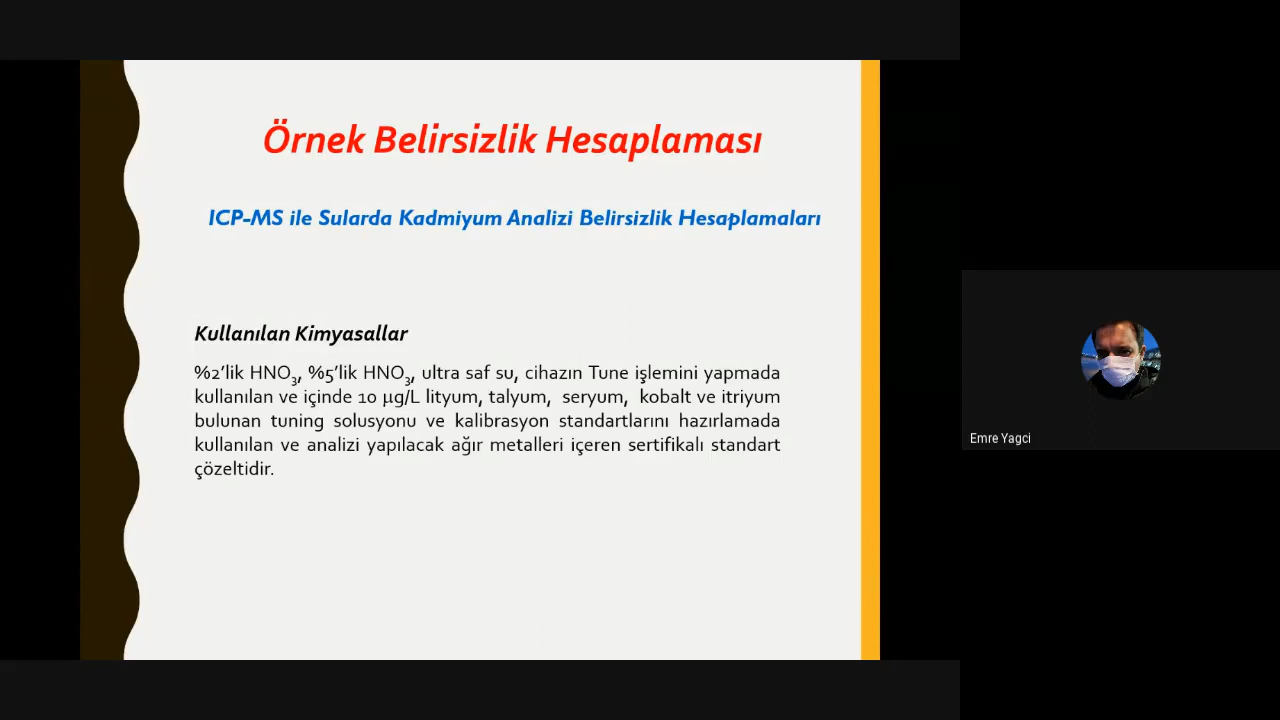 Örnek Belirsizlik Hesaplaması
ICP-MS ile Sularda Kadmiyum Analizi Belirsizlik Hesaplamaları
Kullanılan Kimyasallar
%2'lik HNO₃, %5'lik HNO₃, ultra saf su, cihazın Tune işlemini yapmada
kullanılan ve içinde 10 µg/L lityum, talyum, seryum, kobalt ve itriyum
bulunan tuning solusyonu ve kalibrasyon standartlarını hazırlamada
kullanılan ve analizi yapılacak ağır metalleri içeren sertifikalı standart
çözeltidir.
Emre Yagci